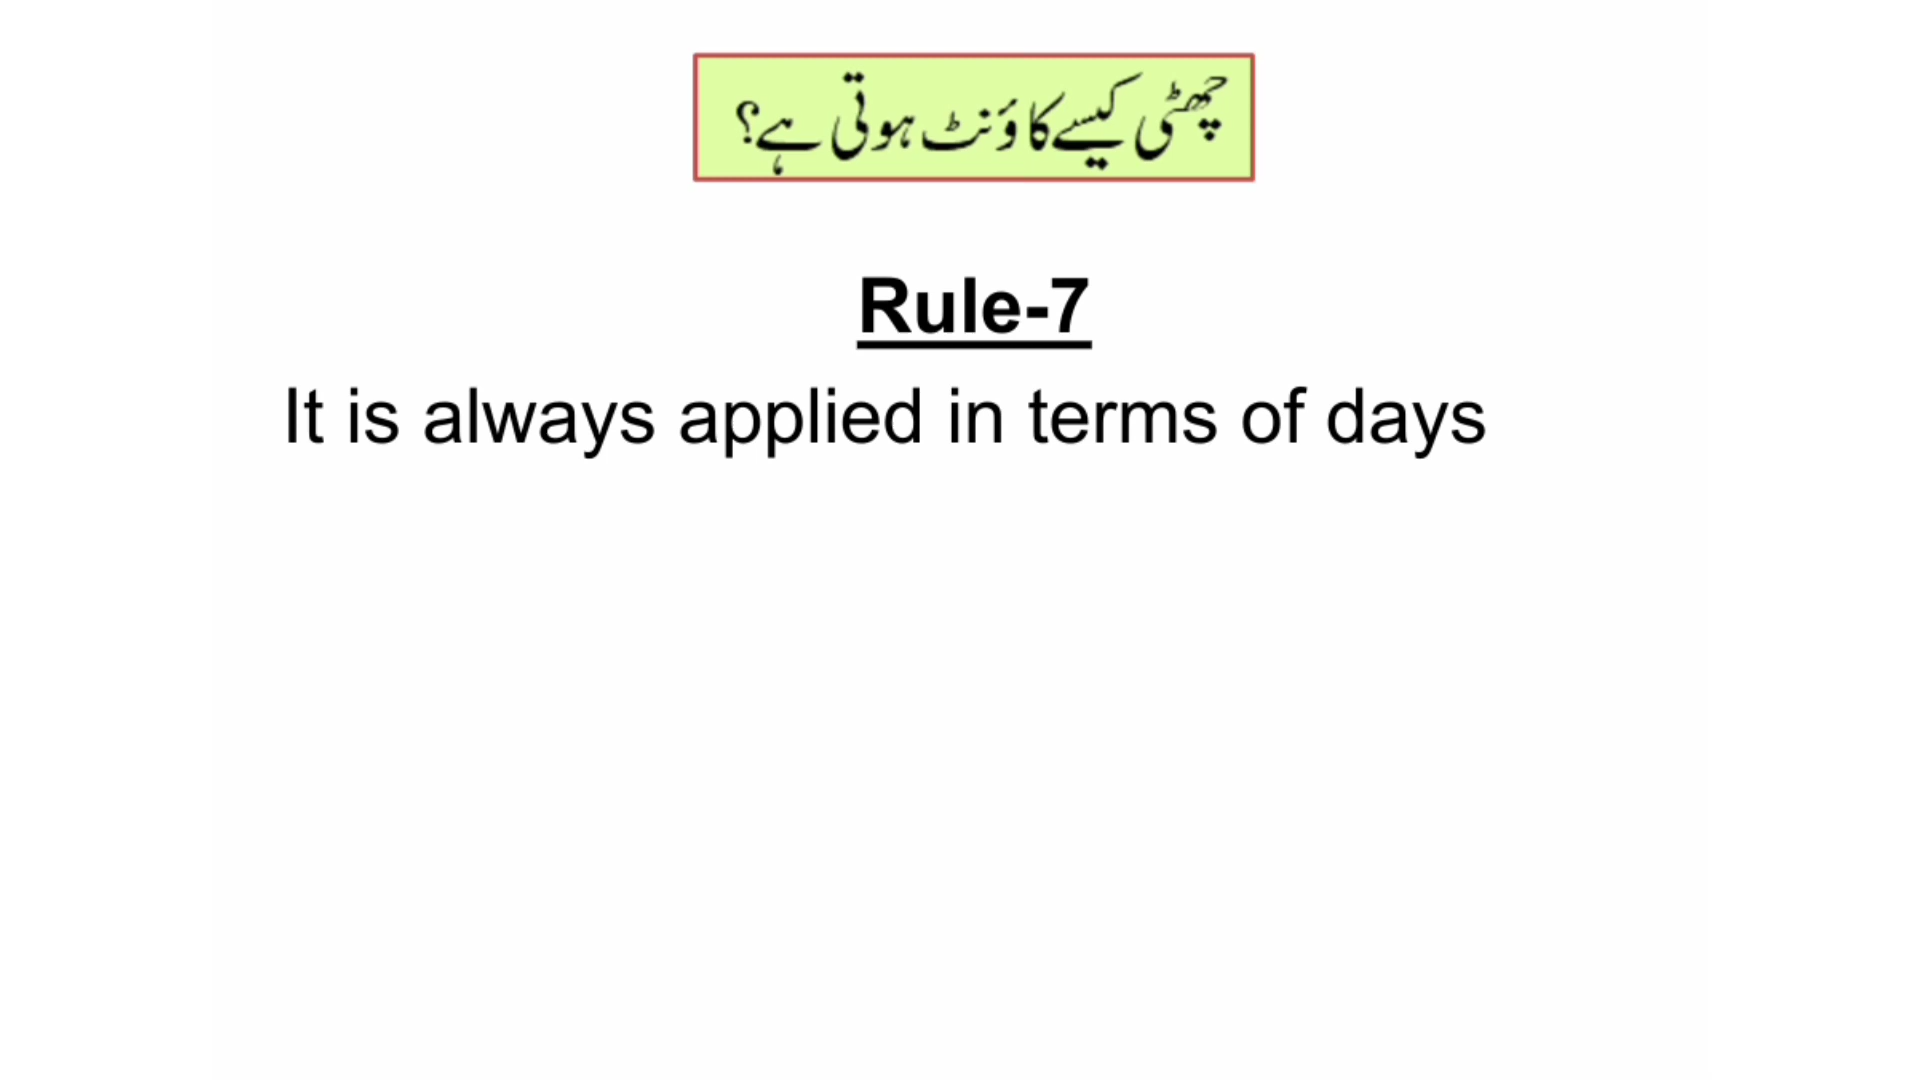 چھٹی کیسے کاؤنٹ ہوتی ہے؟
Rule-7
It is always applied in terms of days